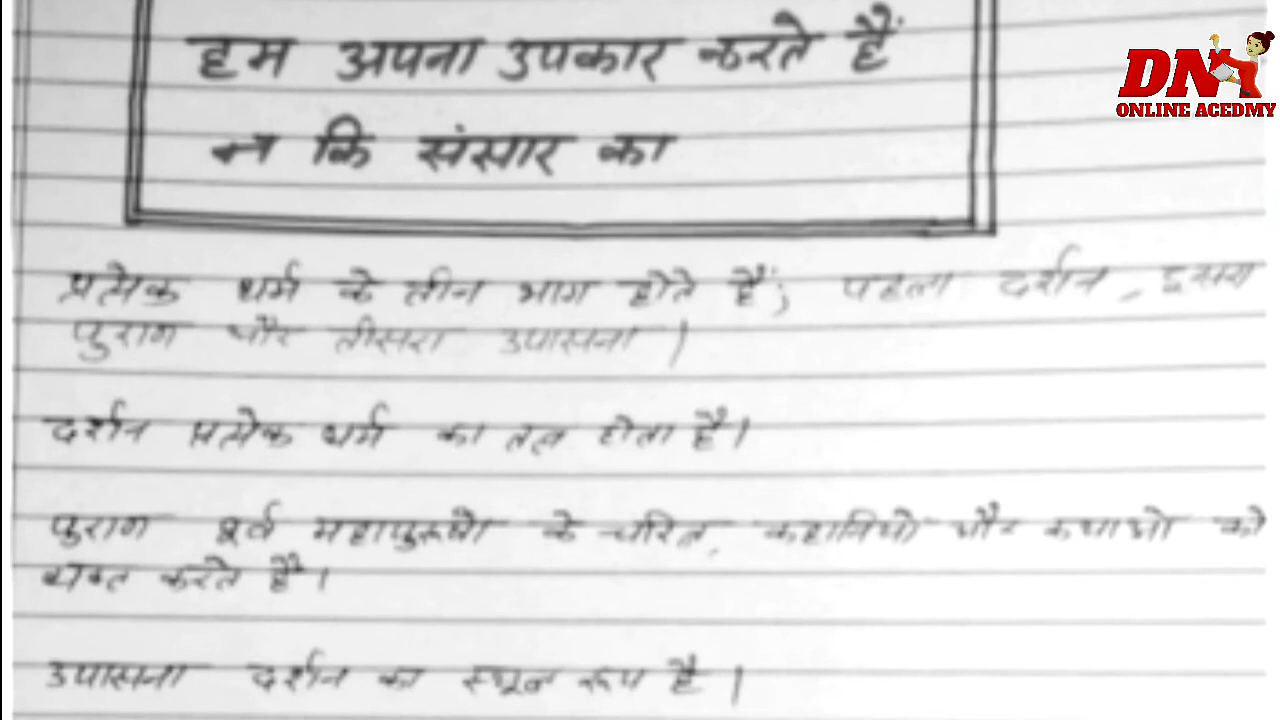 हम अपना उपकार करते हैं
न कि संसार का
DN
ONLINE ACEDMY
प्रत्येक धर्म के तीन भाग होते हैं; पहला दर्शन, दूसरा
पुराण और तीसरा उपासना।
दर्शन प्रत्येक धर्म का तत्व होता है।
पुराण पूर्व महापुरूषो के चरित, कहानियो और कथाओ को
व्यक्त करते हैं।
उपासना दर्शन का स्थूल रूप है।